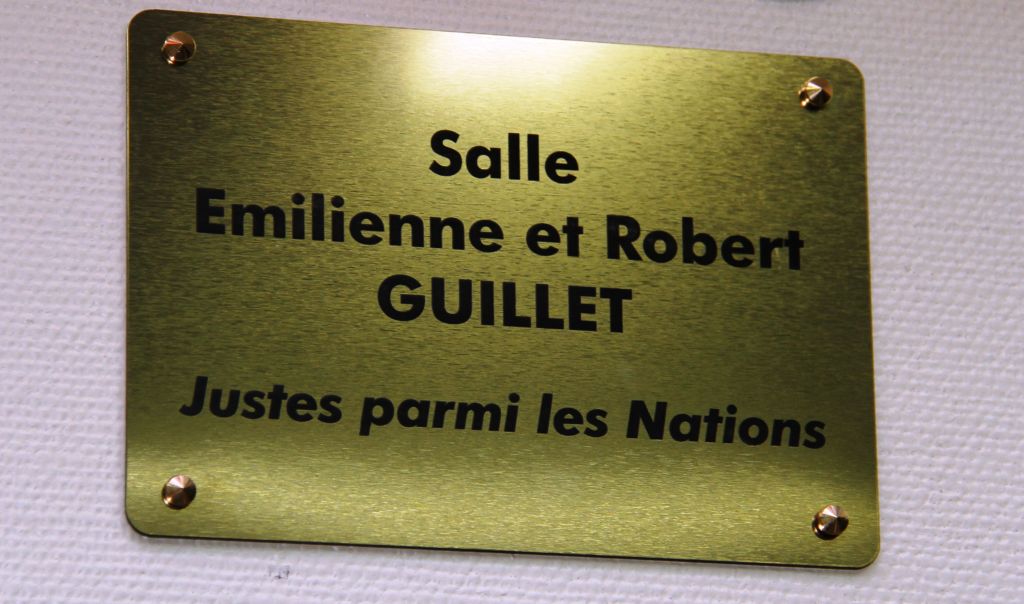 Salle
Emilienne et Robert
GUILLET
Justes parmi les Nations